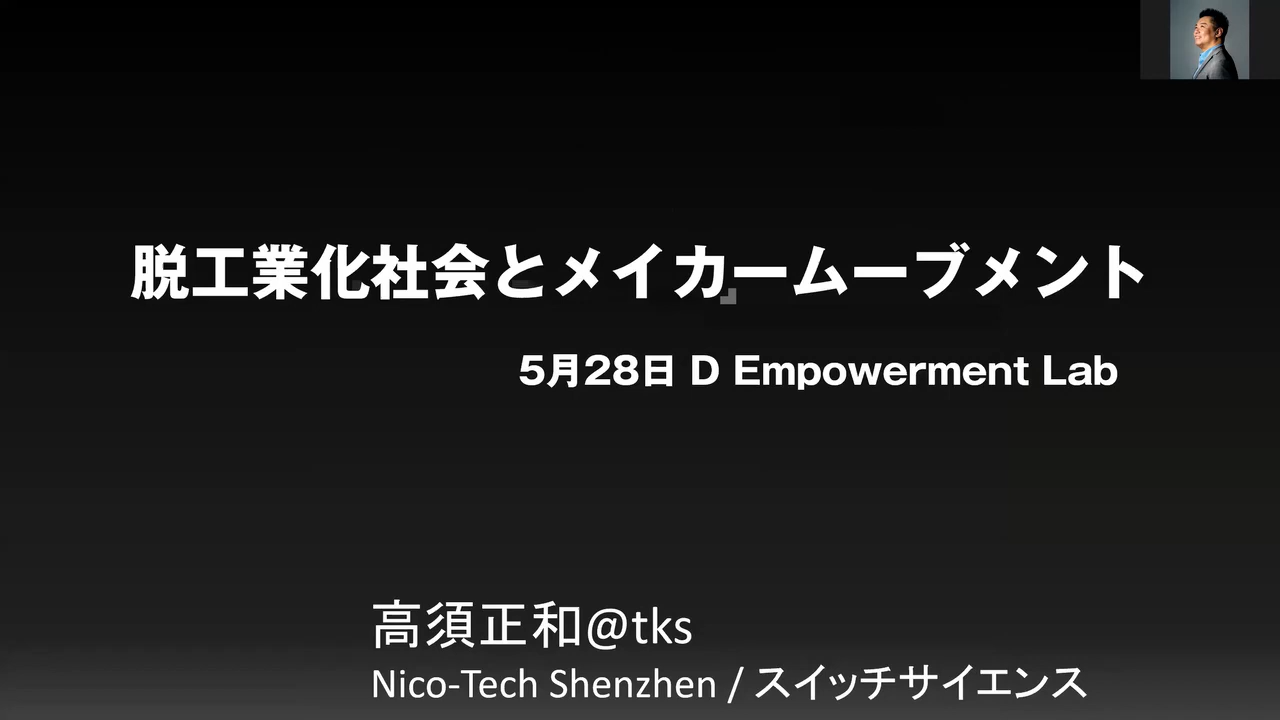 脱工業化社会とメイカームーブメント
5月28日 D Empowerment Lab
高須正和@tks
Nico-Tech Shenzhen / スイッチサイエンス